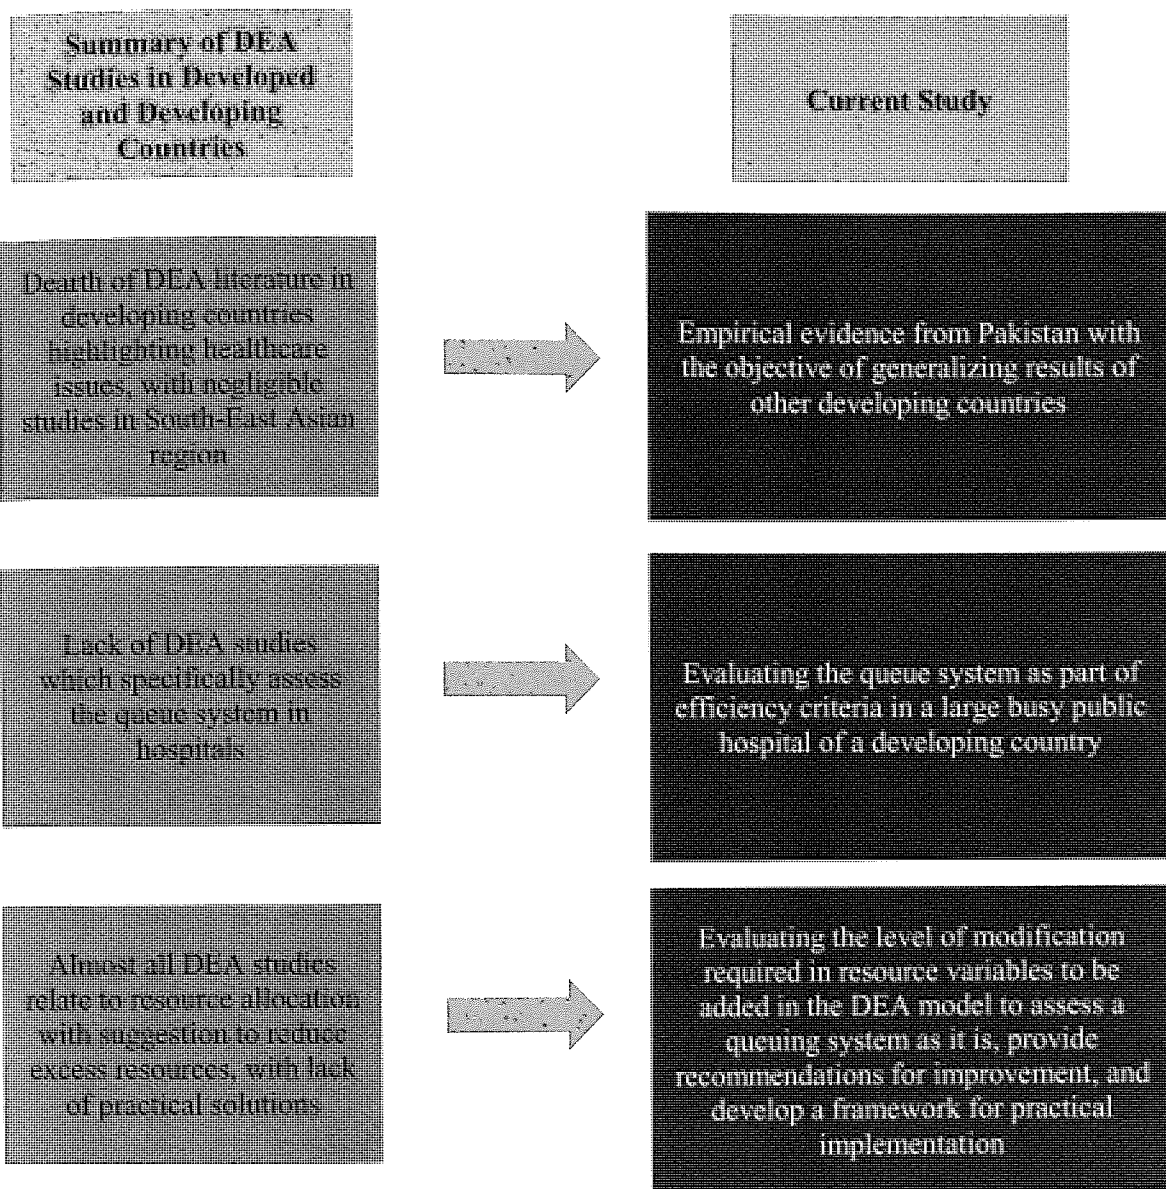 Summary of DEA
Studies in Developed
and Developing
Countries
Current Study
Dearth of DEA literature in
developing countries
highlighting healthcare
issues, with negligible
studies in South-East Asian
region
Empirical evidence from Pakistan with
the objective of generalizing results of
other developing countries
Lack of DEA studies
which specifically assess
the queue system in
hospitals
Evaluating the queue system as part of
efficiency criteria in a large busy public
hospital of a developing country
Almost all DEA studies
relate to resource allocation
with suggestion to reduce
excess resources, with lack
of practical solutions
Evaluating the level of modification
required in resource variables to be
added in the DEA model to assess a
queuing system as it is, provide
recommendations for improvement, and
develop a framework for practical
implementation